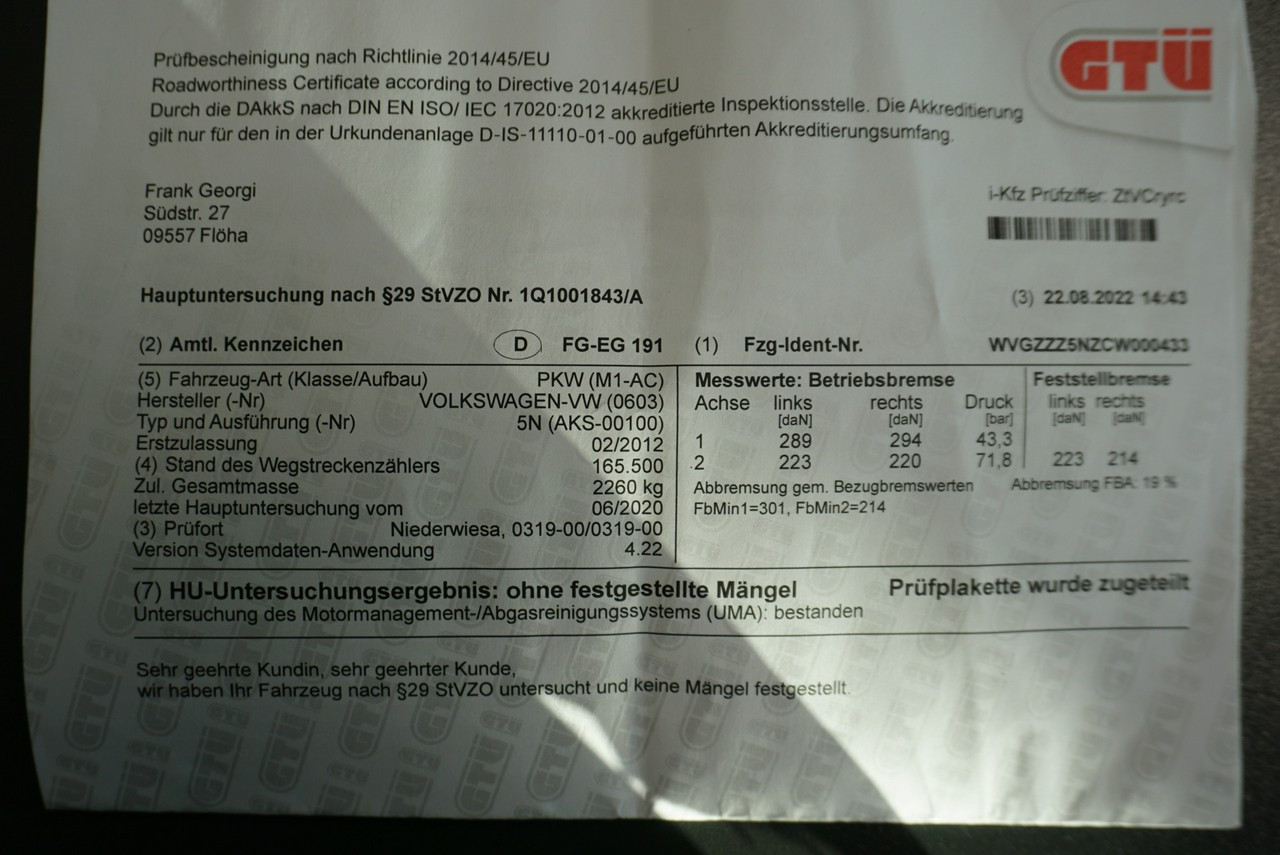 GTÜ
Prüfbescheinigung nach Richtlinie 2014/45/EU
Roadworthiness Certificate according to Directive 2014/45/EU
Durch die DAkkS nach DIN EN ISO/ IEC 17020:2012 akkreditierte Inspektionsstelle. Die Akkreditierung
gilt nur für den in der Urkundenanlage D-IS-11110-01-00 aufgeführten Akkreditierungsumfang.
Frank Georgi
Südstr. 27
09557 Flöha
i-Kfz Prüfziffer:
Hauptuntersuchung nach §29 StVZO Nr. 1Q1001843/A (3) 22.08.2022 14:43
(2) Amtl. Kennzeichen D FG-EG 191 (1) Fzg-Ident-Nr. WVGZZZ5NZCW000433
(5) Fahrzeug-Art (Klasse/Aufbau) PKW (M1-AC)
Hersteller (-Nr) VOLKSWAGEN-VW (0603)
Typ und Ausführung (-Nr) 5N (AKS-00100)
Erstzulassung 02/2012
(4) Stand des Wegstreckenzählers 165.500
Zul. Gesamtmasse 2260 kg
letzte Hauptuntersuchung vom 06/2020
(3) Prüfort Niederwiesa, 0319-00/0319-00
Version Systemdaten-Anwendung 4.22
Messwerte: Betriebsbremse Feststellbremse
Achse links rechts Druck links rechts
[daN] [daN] [bar] [daN] [daN]
1 289 294 43,3
2 223 220 71,8 223 214
Abbremsung gem. Bezugbremswerten Abbremsung FBA: 19 %
FbMin1=301, FbMin2=214
(7) HU-Untersuchungsergebnis: ohne festgestellte Mängel Prüfplakette wurde zugeteilt
Untersuchung des Motormanagement-/Abgasreinigungssystems (UMA): bestanden
Sehr geehrte Kundin, sehr geehrter Kunde,
wir haben Ihr Fahrzeug nach §29 StVZO untersucht und keine Mängel festgestellt.